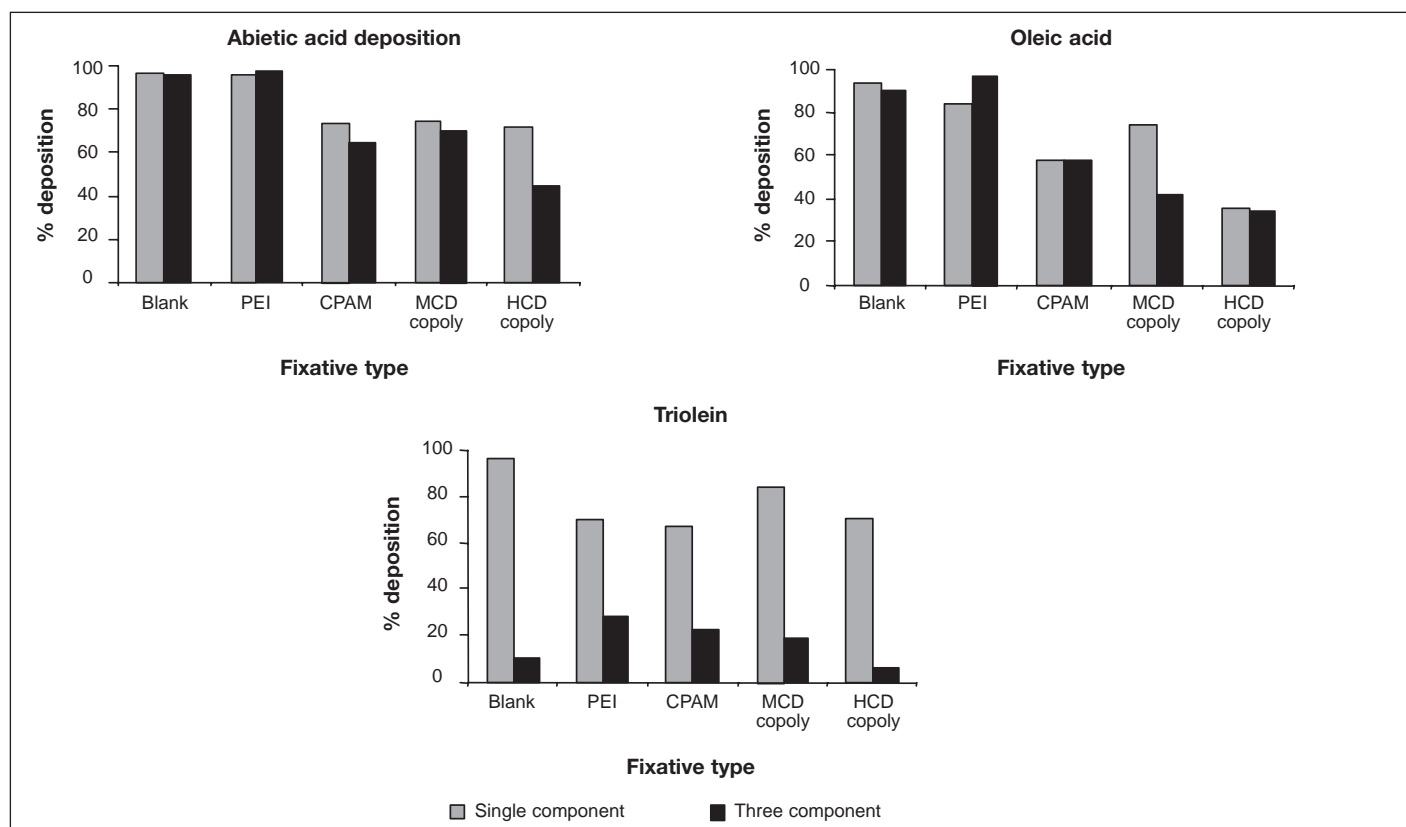 Abietic acid deposition
% deposition
100
80
60
40
20
0
Blank
PEI
CPAM
MCD
copoly
HCD
copoly
Fixative type
Oleic acid
% deposition
100
80
60
40
20
0
Blank
PEI
CPAM
MCD
copoly
HCD
copoly
Fixative type
Triolein
% deposition
100
80
60
40
20
0
Blank
PEI
CPAM
MCD
copoly
HCD
copoly
Fixative type
Single component
Three component